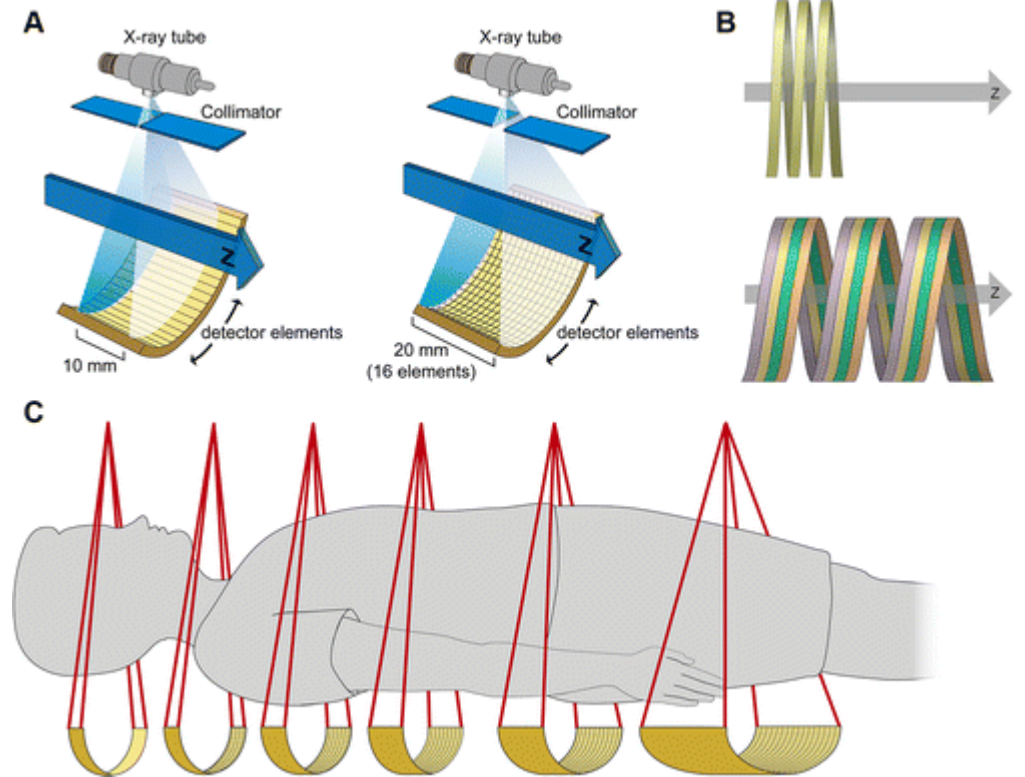 A
X-ray tube
Collimator
Z
detector elements
10 mm
X-ray tube
Collimator
Z
detector elements
20 mm
(16 elements)
B
Z
Z
C